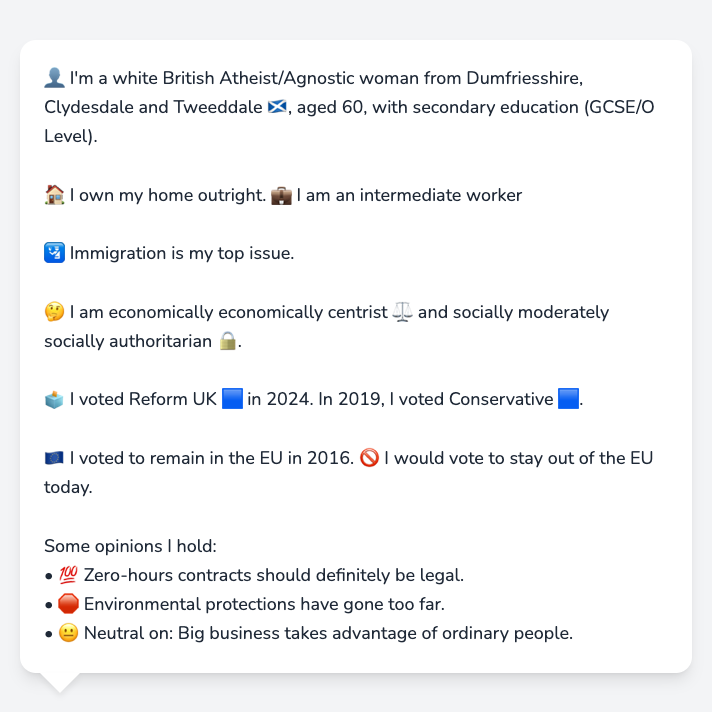 👤 I'm a white British Atheist/Agnostic woman from Dumfriesshire,
Clydesdale and Tweeddale 🏴󠁧󠁢󠁳󠁣󠁴󠁿, aged 60, with secondary education (GCSE/O
Level).
🏠 I own my home outright. 💼 I am an intermediate worker
🛂 Immigration is my top issue.
🤔 I am economically economically centrist ⚖️ and socially moderately
socially authoritarian 🔒.
🗳️ I voted Reform UK 🟦 in 2024. In 2019, I voted Conservative 🟦.
🇪🇺 I voted to remain in the EU in 2016. 🚫 I would vote to stay out of the EU
today.
Some opinions I hold:
• 💯 Zero-hours contracts should definitely be legal.
• 🛑 Environmental protections have gone too far.
• 😐 Neutral on: Big business takes advantage of ordinary people.